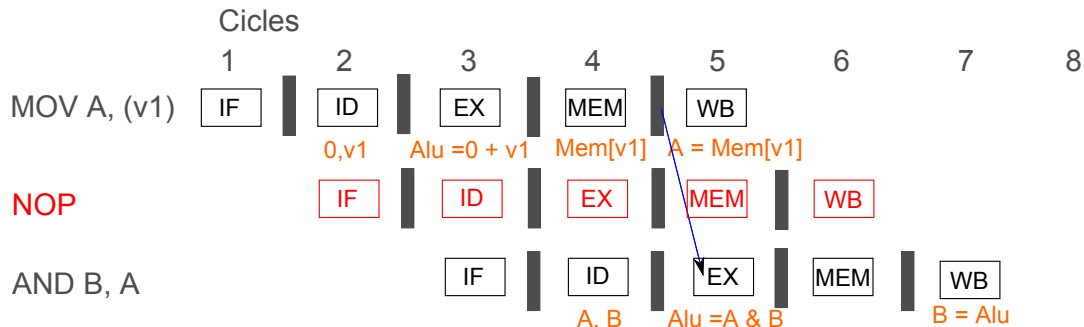 Cicles
1 2 3 4 5 6 7 8
MOV A, (v1) IF ID EX MEM WB
0,v1 Alu =0 + v1 Mem[v1] A = Mem[v1]
NOP IF ID EX MEM WB
AND B, A IF ID EX MEM WB
A. B Alu =A & B B = Alu